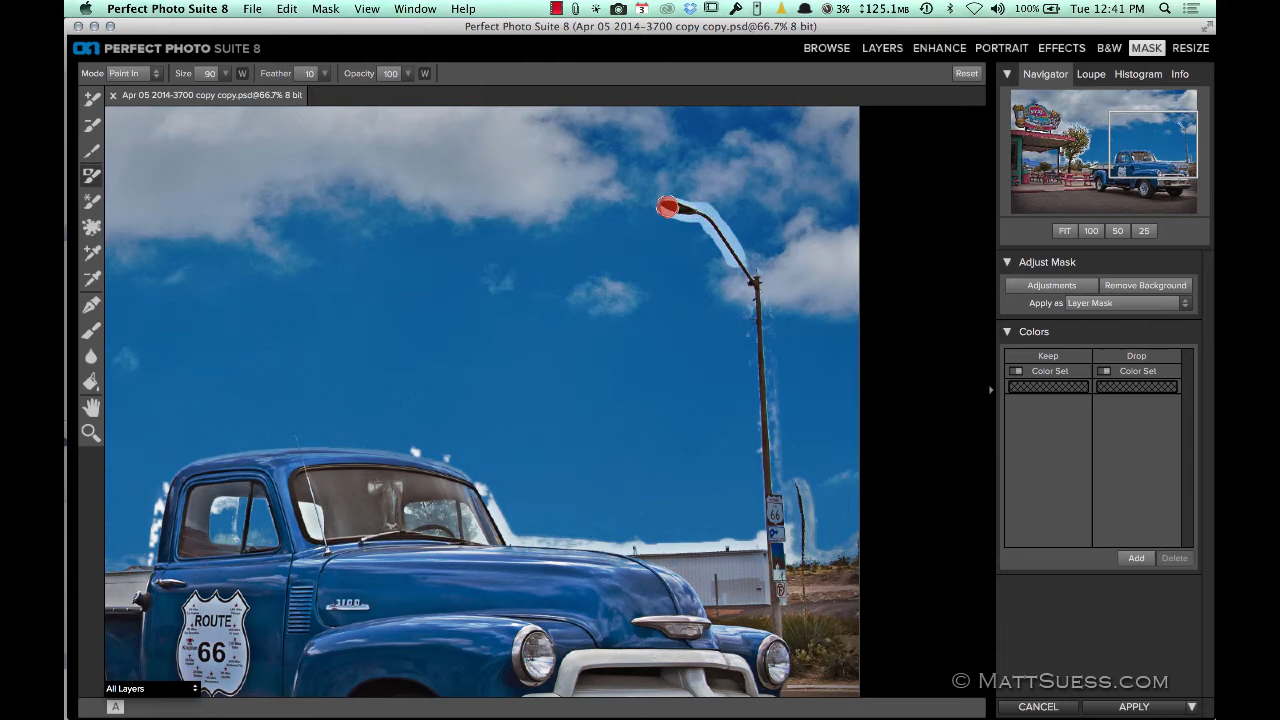 Perfect Photo Suite 8 File Edit Mask View Window Help 3 3% 125.1MB 100% Tue 12:41 PM
Perfect Photo Suite 8 (Apr 05 2014-3700 copy copy.psd@66.7% 8 bit)
on PERFECT PHOTO SUITE 8 BROWSE LAYERS ENHANCE PORTRAIT EFFECTS B&W MASK RESIZE
Mode Paint In Size 90 W Feather 10 Opacity 100 W Reset
Navigator Loupe Histogram Info
x Apr 05 2014-3700 copy copy.psd@66.7% 8 bit
FIT 100 50 25
Adjust Mask
Adjustments Remove Background
Apply as Layer Mask
Colors
Keep Drop
Color Set Color Set
Add Delete
66
3100
ROUTE
66
All Layers
A
© MattSuess.com
CANCEL APPLY